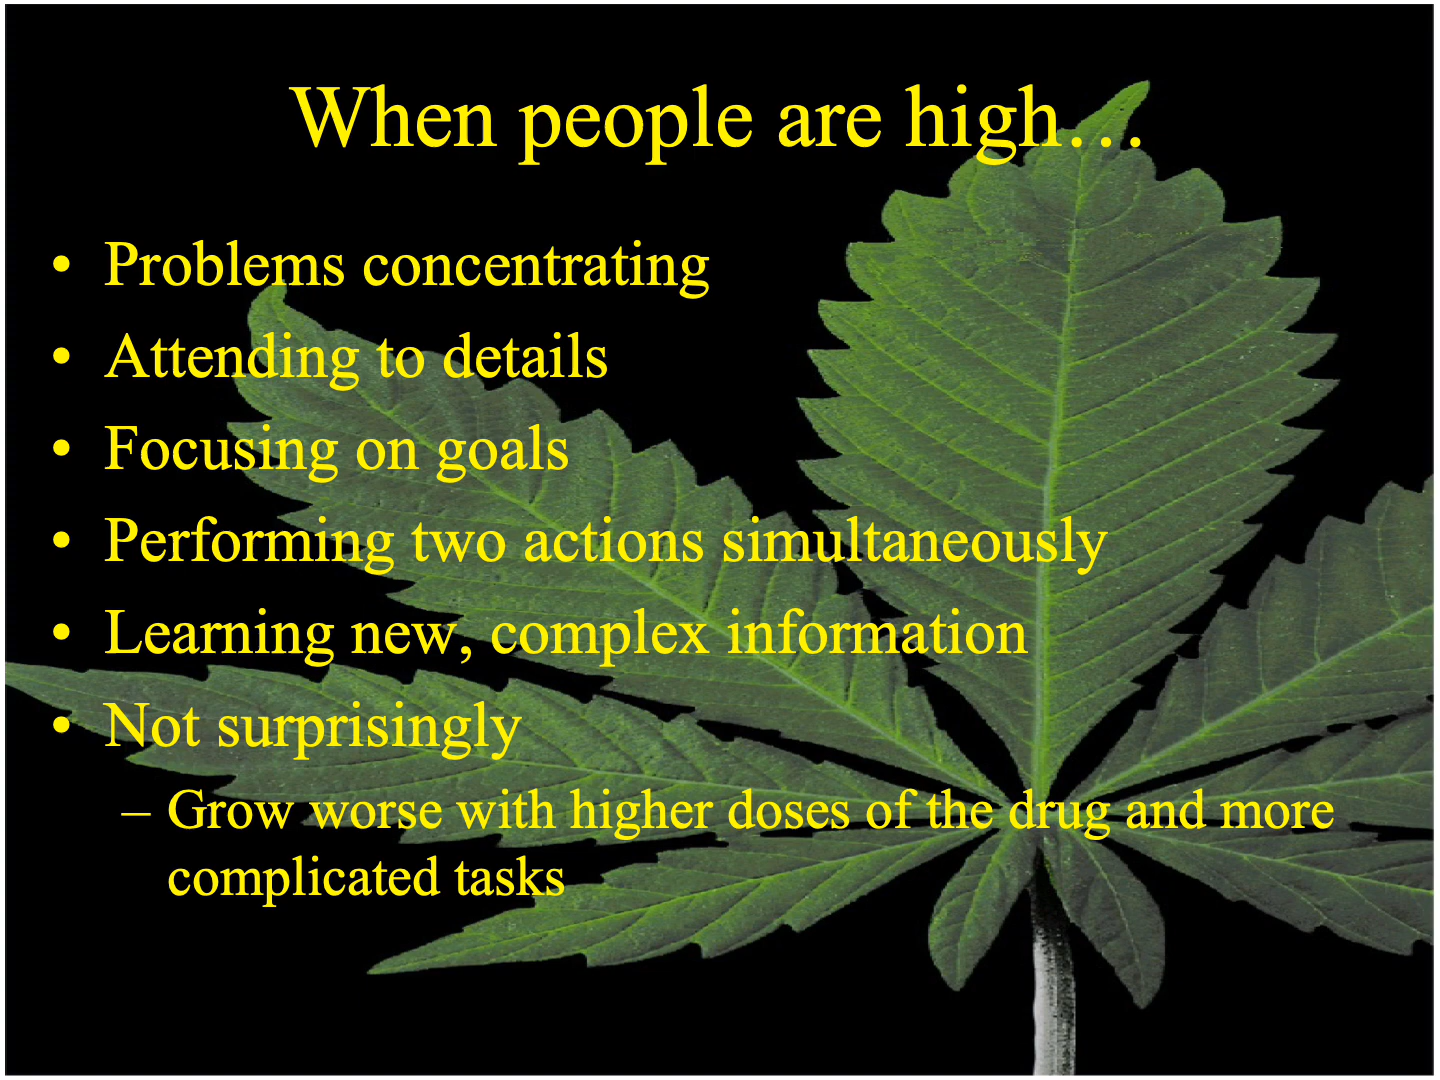 When people are high…
• Problems concentrating
• Attending to details
• Focusing on goals
• Performing two actions simultaneously
• Learning new, complex information
• Not surprisingly
– Grow worse with higher doses of the drug and more
complicated tasks